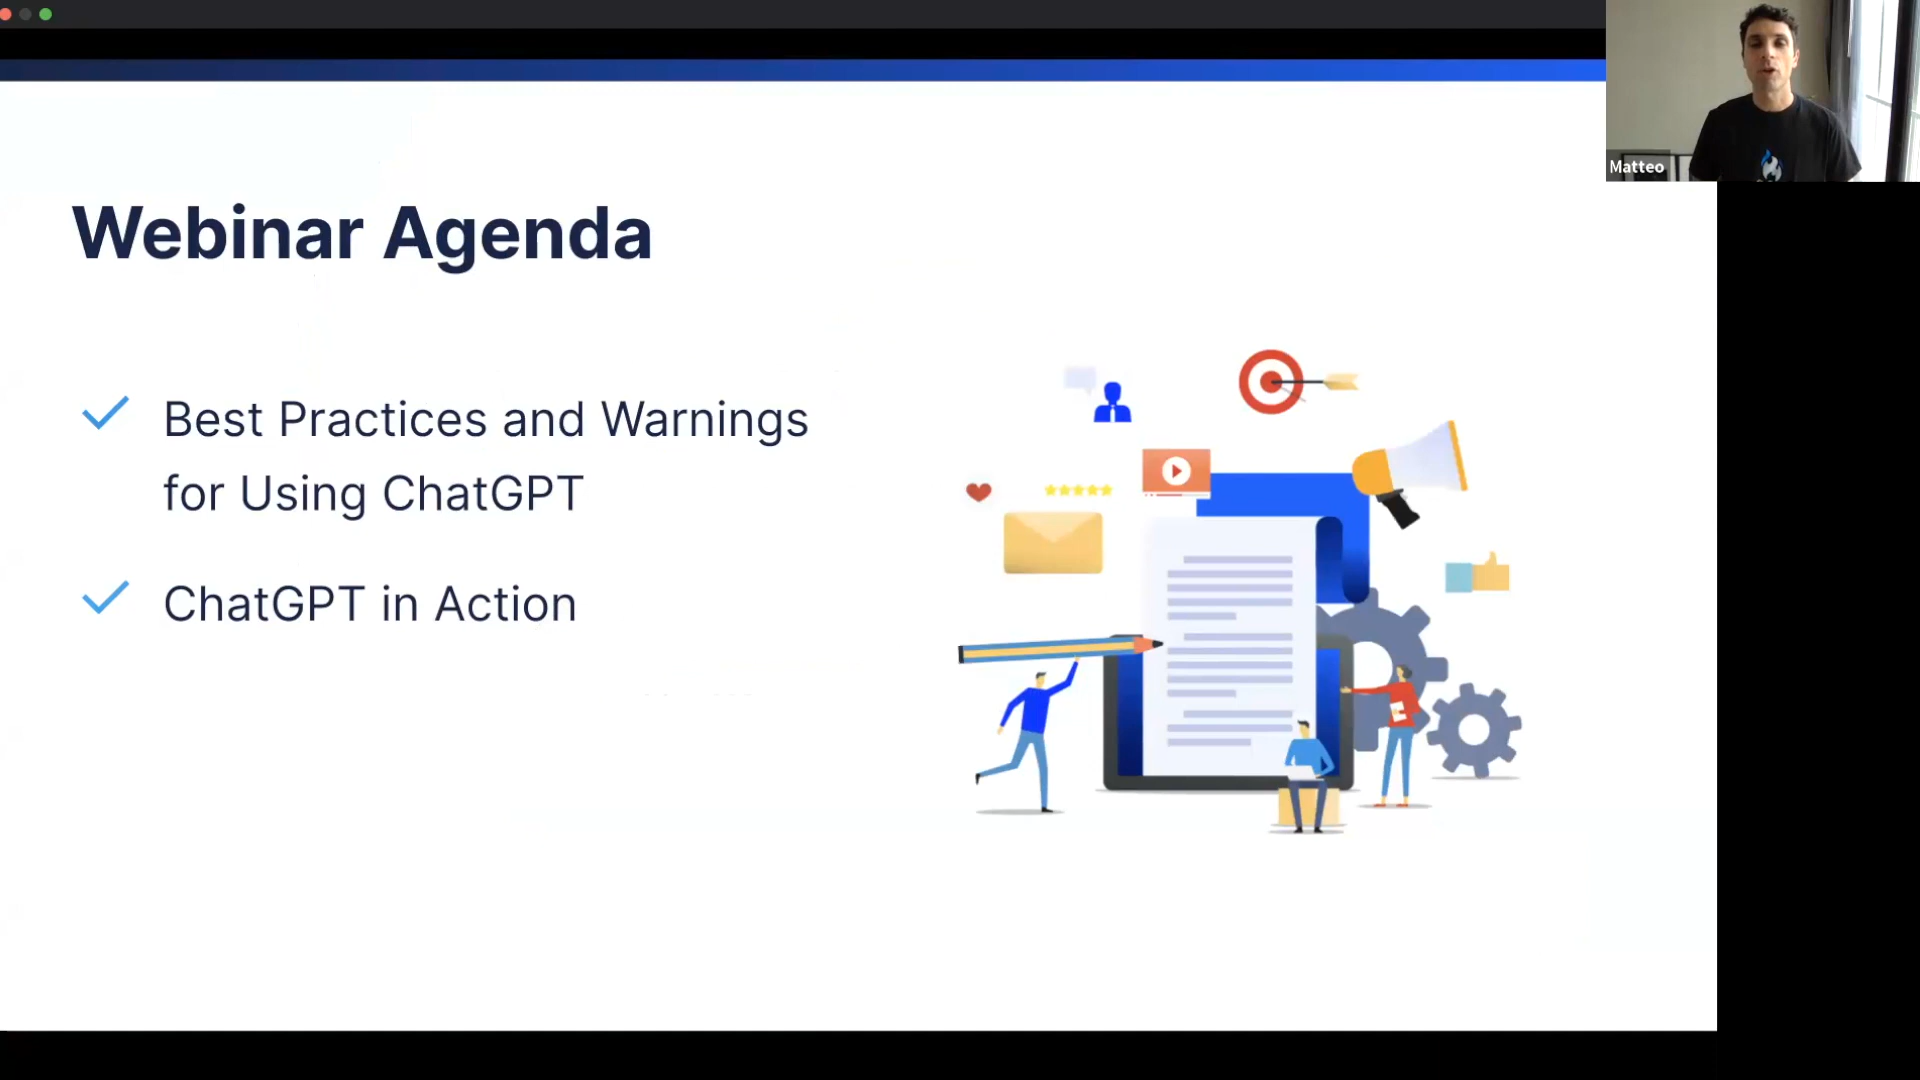 Matteo
Webinar Agenda
Best Practices and Warnings
for Using ChatGPT
ChatGPT in Action